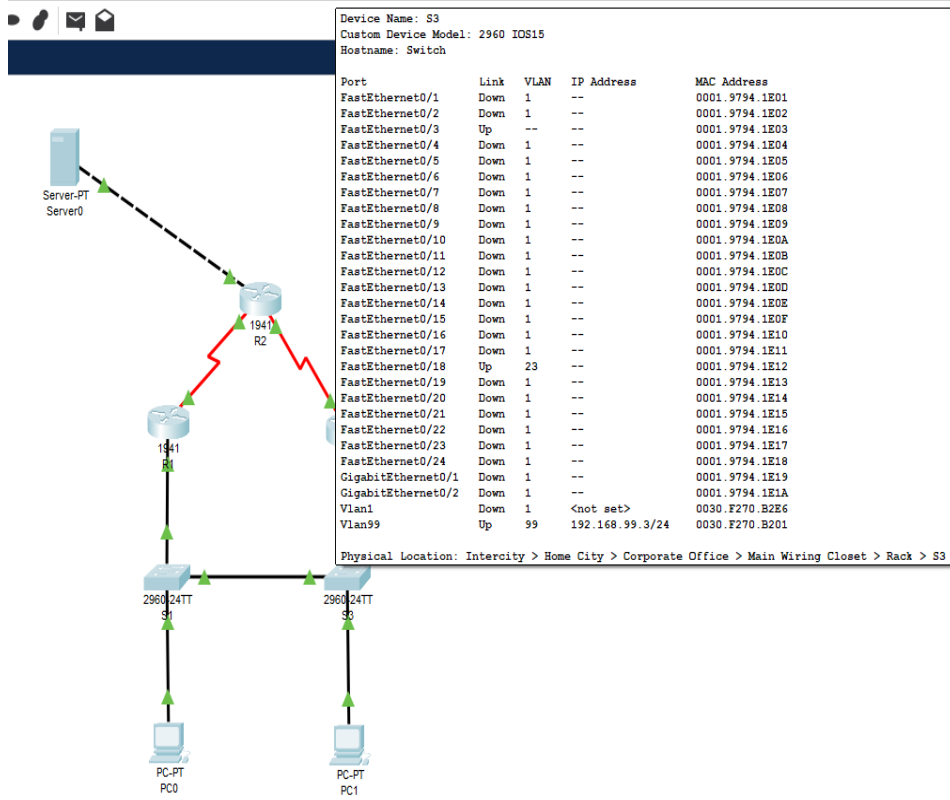 Device Name: S3
Custom Device Model: 2960 IOS15
Hostname: Switch
Port Link VLAN IP Address MAC Address
FastEthernet0/1 Down 1 -- 0001.9794.1E01
FastEthernet0/2 Down 1 -- 0001.9794.1E02
FastEthernet0/3 Up -- -- 0001.9794.1E03
FastEthernet0/4 Down 1 -- 0001.9794.1E04
FastEthernet0/5 Down 1 -- 0001.9794.1E05
FastEthernet0/6 Down 1 -- 0001.9794.1E06
FastEthernet0/7 Down 1 -- 0001.9794.1E07
FastEthernet0/8 Down 1 -- 0001.9794.1E08
FastEthernet0/9 Down 1 -- 0001.9794.1E09
FastEthernet0/10 Down 1 -- 0001.9794.1E0A
FastEthernet0/11 Down 1 -- 0001.9794.1E0B
FastEthernet0/12 Down 1 -- 0001.9794.1E0C
FastEthernet0/13 Down 1 -- 0001.9794.1E0D
FastEthernet0/14 Down 1 -- 0001.9794.1E0E
FastEthernet0/15 Down 1 -- 0001.9794.1E0F
FastEthernet0/16 Down 1 -- 0001.9794.1E10
FastEthernet0/17 Down 1 -- 0001.9794.1E11
FastEthernet0/18 Up 23 -- 0001.9794.1E12
FastEthernet0/19 Down 1 -- 0001.9794.1E13
FastEthernet0/20 Down 1 -- 0001.9794.1E14
FastEthernet0/21 Down 1 -- 0001.9794.1E15
FastEthernet0/22 Down 1 -- 0001.9794.1E16
FastEthernet0/23 Down 1 -- 0001.9794.1E17
FastEthernet0/24 Down 1 -- 0001.9794.1E18
GigabitEthernet0/1 Down 1 -- 0001.9794.1E19
GigabitEthernet0/2 Down 1 -- 0001.9794.1E1A
Vlan1 Down 1 <not set> 0030.F270.B2E6
Vlan99 Up 99 192.168.99.3/24 0030.F270.B201
Physical Location: Intercity > Home City > Corporate Office > Main Wiring Closet > Rack > S3
Server-PT
Server0
1941
R2
1941
R1
2960-24TT
S1
2960-24TT
S3
PC-PT
PC0
PC-PT
PC1